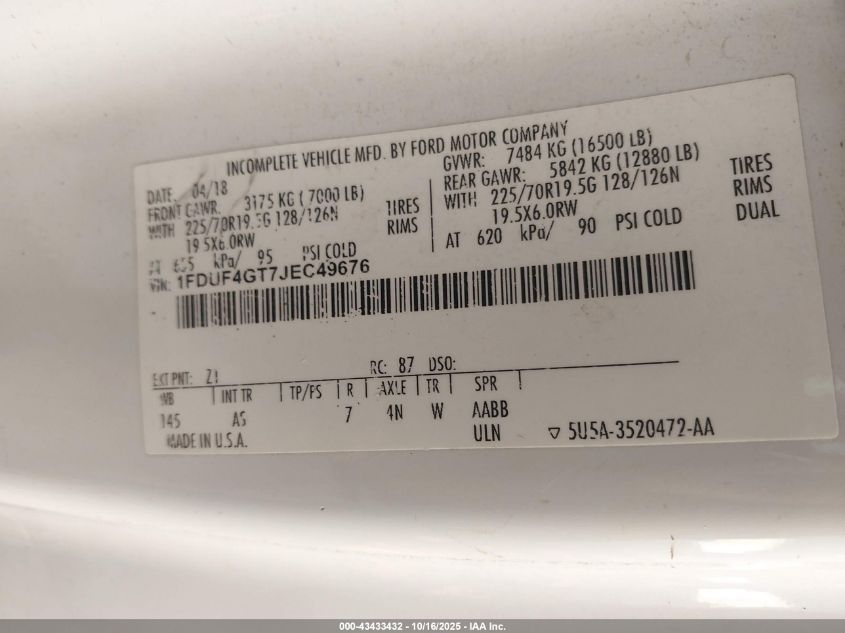 INCOMPLETE VEHICLE MFD. BY FORD MOTOR COMPANY
DATE: 04/18
FRONT GAWR: 3175 KG (7000 LB)
WITH 225/70R19.5G 128/126N TIRES
19.5X6.0RW RIMS
AT 655 kPa/ 95 PSI COLD
GVWR: 7484 KG (16500 LB)
REAR GAWR: 5842 KG (12880 LB)
WITH 225/70R19.5G 128/126N TIRES
19.5X6.0RW RIMS
AT 620 kPa/ 90 PSI COLD DUAL
VIN: 1FDUF4GT7JEC49676
EXT PNT: Z1 RC: 87 DSO:
WB INT TR TP/PS R AXLE TR SPR
145 AS 7 4N W AABB
MADE IN U.S.A. ULN ▽ 5U5A-3520472-AA
000-43433432 - 10/16/2025 - IAA Inc.